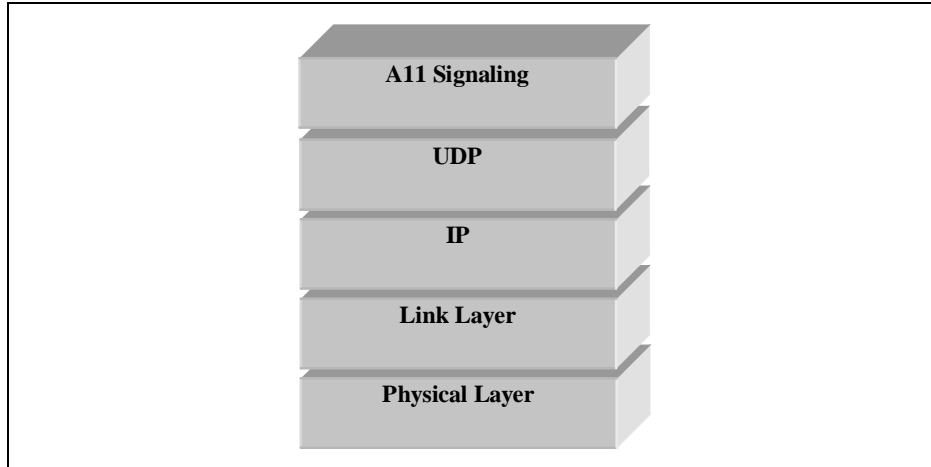 A11 Signaling
UDP
IP
Link Layer
Physical Layer